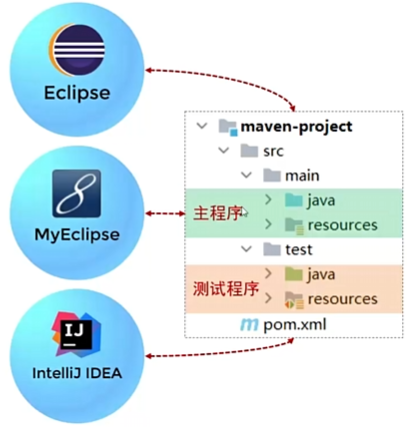 Eclipse
MyEclipse
IJ
IntelliJ IDEA
maven-project
src
main
主程序
java
resources
test
测试程序
java
resources
m pom.xml